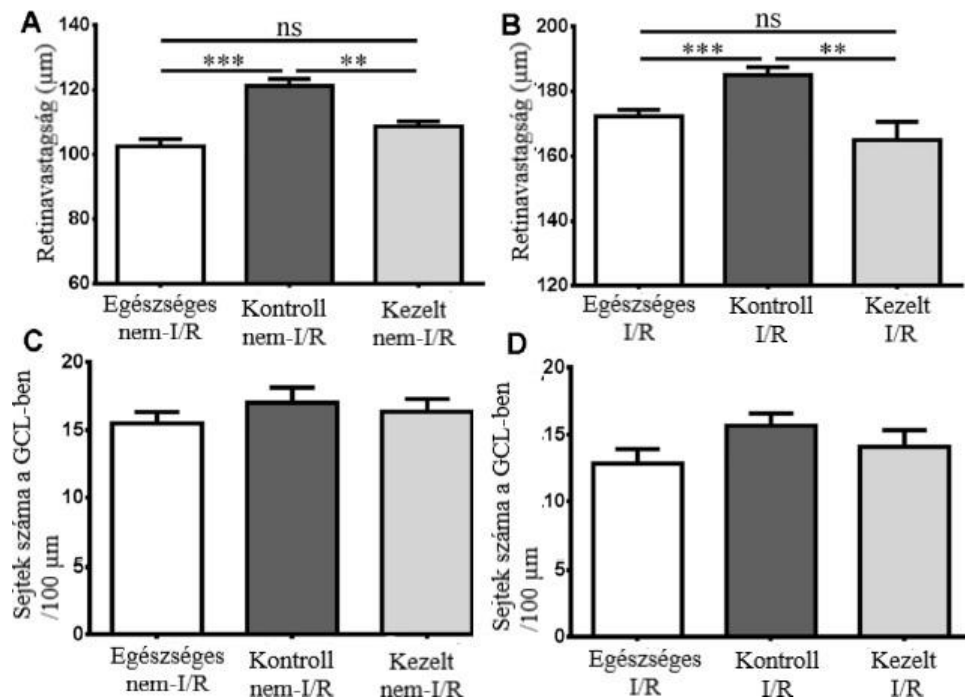 A
ns
***
**
Retinavastagság (µm)
140
120
100
80
60
Egészséges
nem-I/R
Kontroll
nem-I/R
Kezelt
nem-I/R
B
ns
***
**
Retinavastagság (µm)
200
180
160
140
120
Egészséges
I/R
Kontroll
I/R
Kezelt
I/R
C
Sejtek száma a GCL-ben
/100 µm
20
15
10
5
0
Egészséges
nem-I/R
Kontroll
nem-I/R
Kezelt
nem-I/R
D
Sejtek száma a GCL-ben
/100 µm
20
15
10
5
0
Egészséges
I/R
Kontroll
I/R
Kezelt
I/R